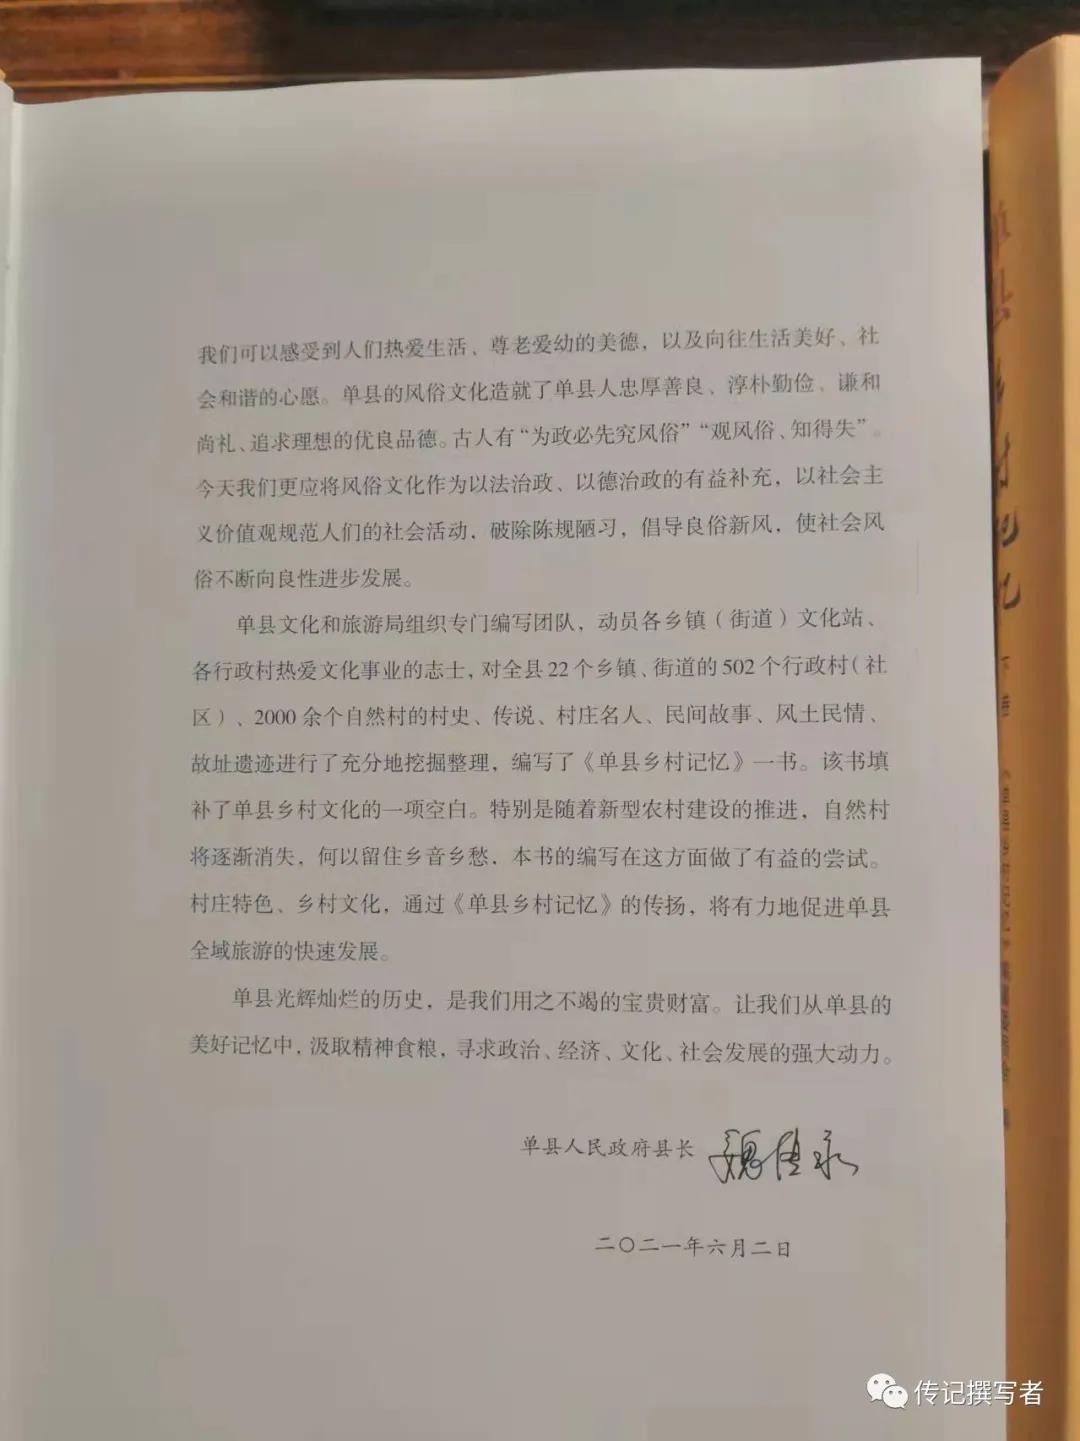 我们可以感受到人们热爱生活、尊老爱幼的美德，以及向往生活美好、社
会和谐的心愿。单县的风俗文化造就了单县人忠厚善良、淳朴勤俭、谦和
尚礼、追求理想的优良品德。古人有“为政必先究风俗”“观风俗、知得失”。
今天我们更应将风俗文化作为以法治政、以德治政的有益补充，以社会主
义价值观规范人们的社会活动，破除陈规陋习，倡导良俗新风，使社会风
俗不断向良性进步发展。
单县文化和旅游局组织专门编写团队，动员各乡镇（街道）文化站、
各行政村热爱文化事业的志士，对全县22个乡镇、街道的502个行政村（社
区）、2000余个自然村的村史、传说、村庄名人、民间故事、风土民情、
故址遗迹进行了充分地挖掘整理，编写了《单县乡村记忆》一书。该书填
补了单县乡村文化的一项空白。特别是随着新型农村建设的推进，自然村
将逐渐消失，何以留住乡音乡愁，本书的编写在这方面做了有益的尝试。
村庄特色、乡村文化，通过《单县乡村记忆》的传扬，将有力地促进单县
全域旅游的快速发展。
单县光辉灿烂的历史，是我们用之不竭的宝贵财富。让我们从单县的
美好记忆中，汲取精神食粮，寻求政治、经济、文化、社会发展的强大动力。
单县人民政府县长 魏 永
二〇二一年六月二日
单县乡村记忆
下卷
传记撰写者